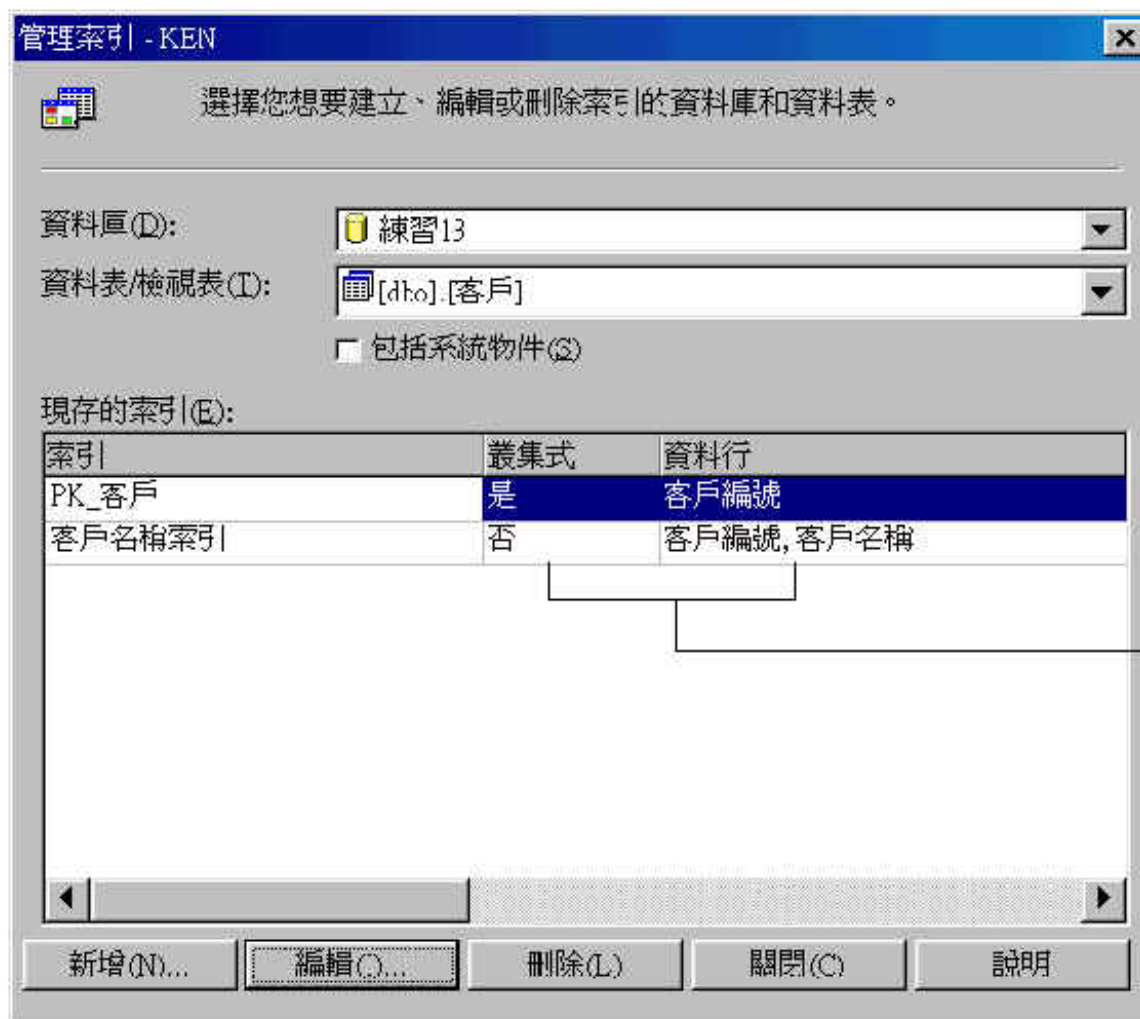 管理索引 - KEN
選擇您想要建立、編輯或刪除索引的資料庫和資料表。
資料庫(D): 練習13
資料表/檢視表(T): [dbo].[客戶]
包括系統物件(S)
現存的索引(E):
索引 叢集式 資料行
PK_客戶 是 客戶編號
客戶名稱索引 否 客戶編號, 客戶名稱
新增(N)... 編輯()... 刪除(L) 關閉(C) 說明